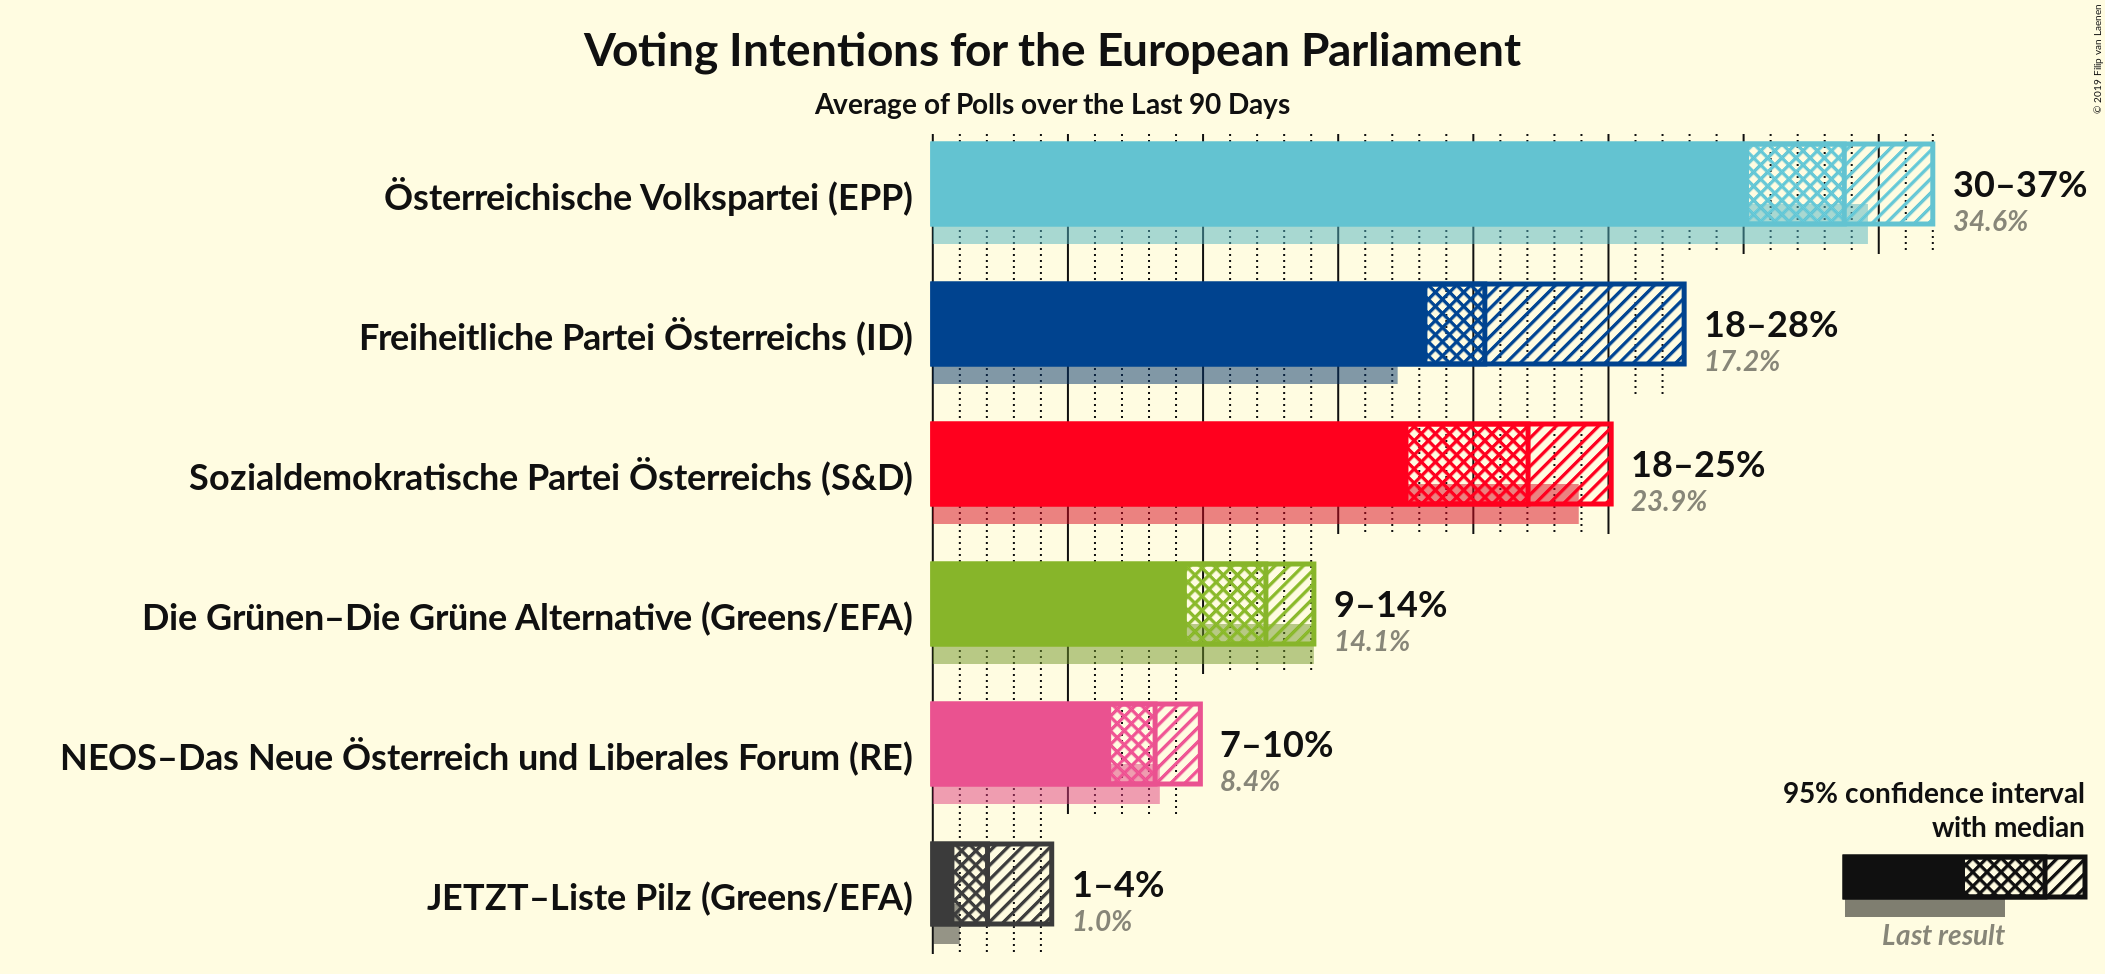 Voting Intentions for the European Parliament
Average of Polls over the Last 90 Days
© 2019 Filip van Laenen
Österreichische Volkspartei (EPP)
30–37%
34.6%
Freiheitliche Partei Österreichs (ID)
18–28%
17.2%
Sozialdemokratische Partei Österreichs (S&D)
18–25%
23.9%
Die Grünen–Die Grüne Alternative (Greens/EFA)
9–14%
14.1%
NEOS–Das Neue Österreich und Liberales Forum (RE)
7–10%
8.4%
JETZT–Liste Pilz (Greens/EFA)
1–4%
1.0%
95% confidence interval
with median
Last result